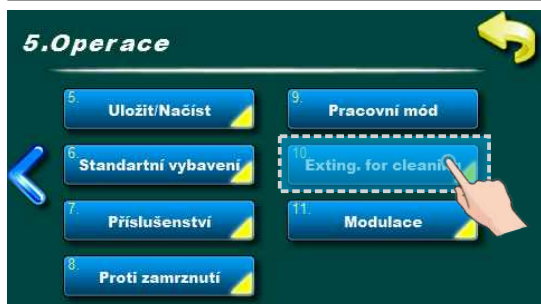 5.Operace
5.
Uložit/Načíst
6.
Standartní vybavení
7.
Příslušenství
8.
Proti zamrznutí
9.
Pracovní mód
10.
Exting. for cleaning
11.
Modulace